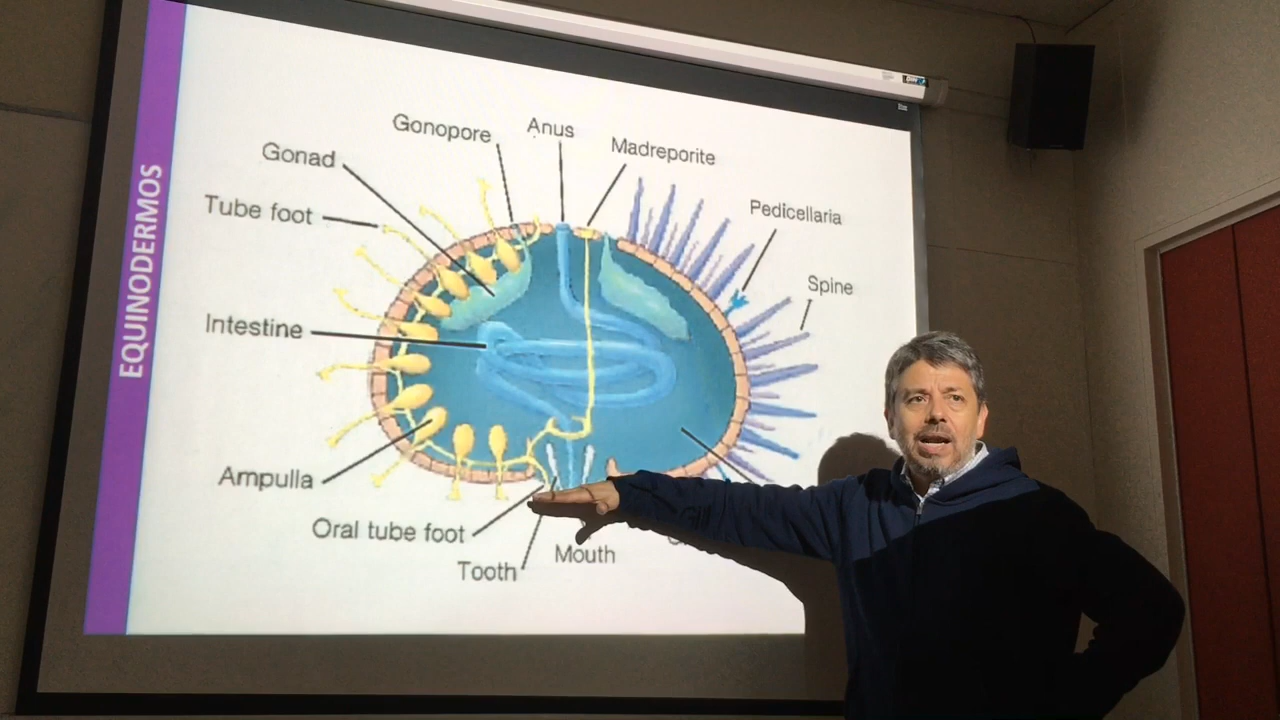 EQUINODERMOS
Gonopore
Anus
Madreporite
Gonad
Pedicellaria
Tube foot
Spine
Intestine
Ampulla
Oral tube foot
Mouth
Tooth